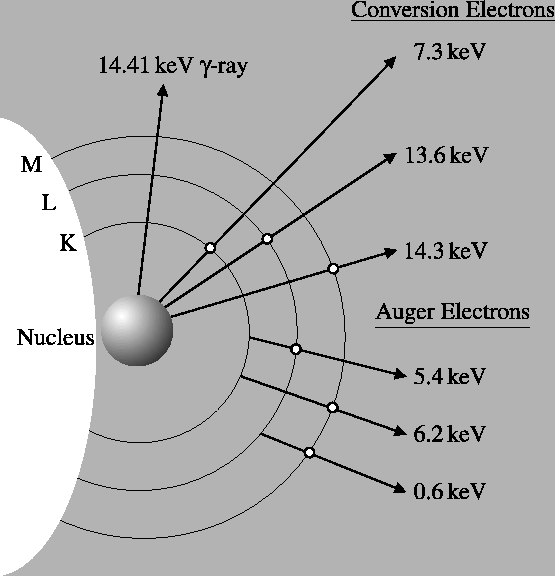 Conversion Electrons
7.3 keV
14.41 keV γ-ray
13.6 keV
M
L
K
14.3 keV
Auger Electrons
Nucleus
5.4 keV
6.2 keV
0.6 keV